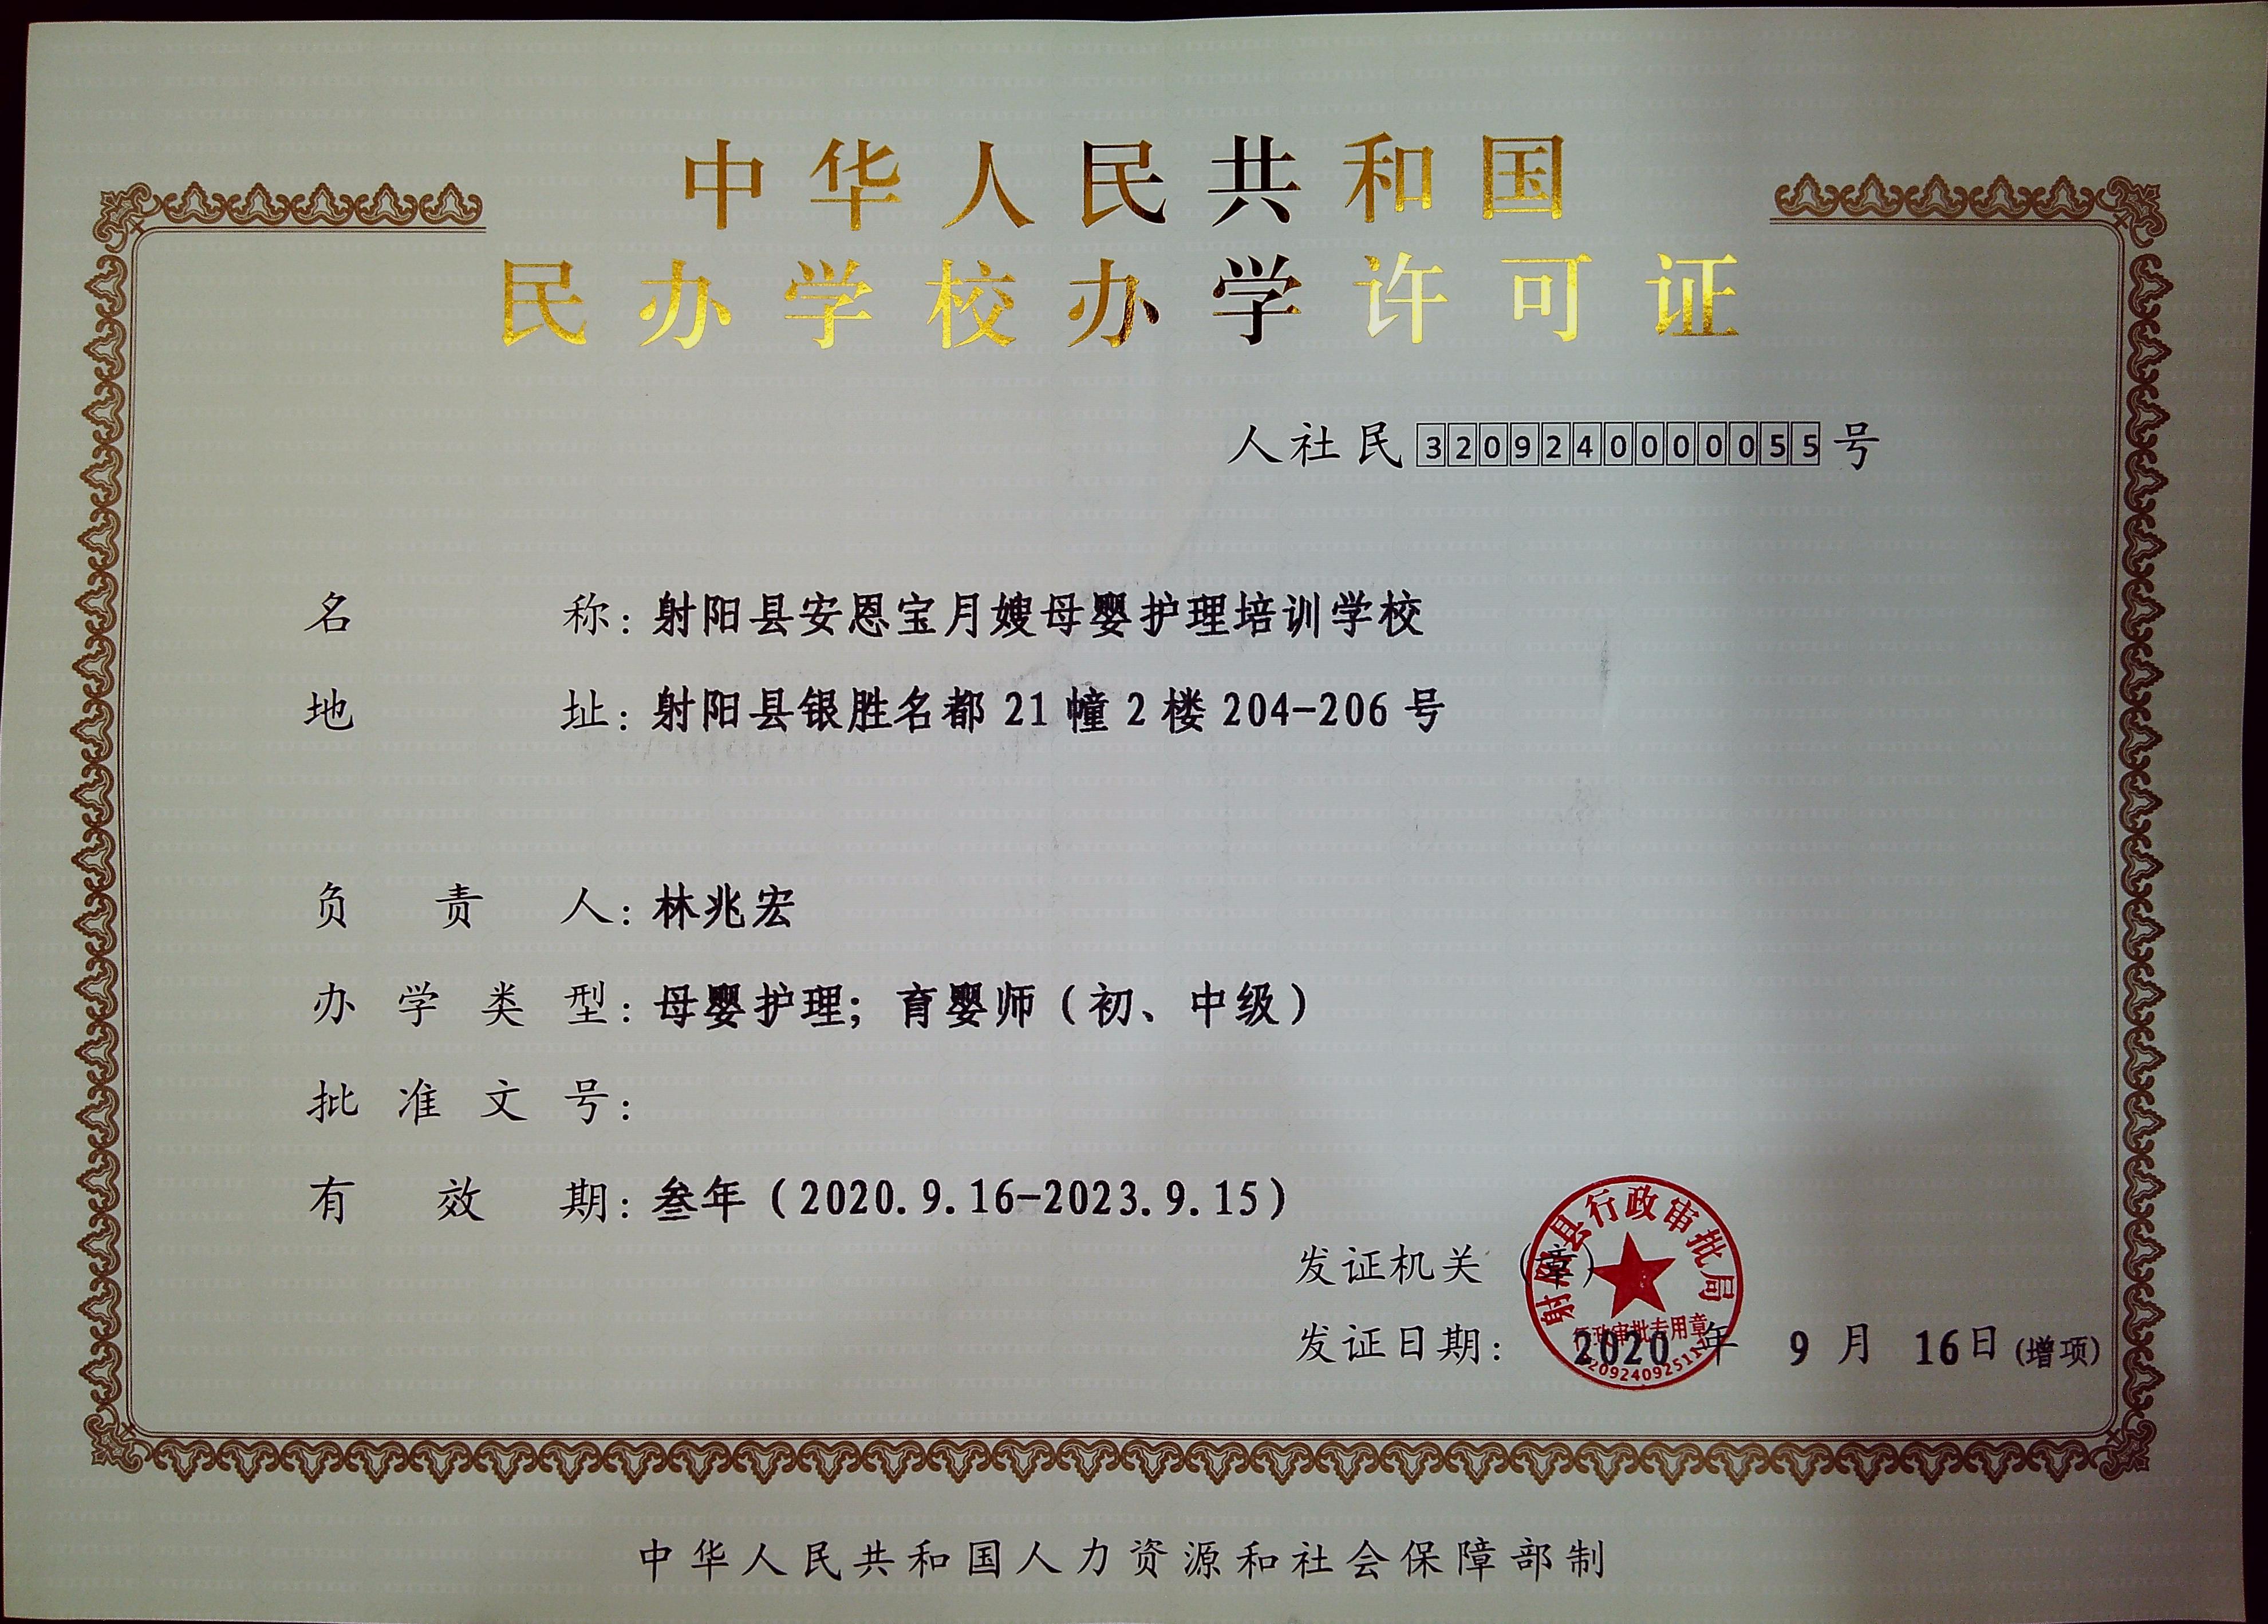 中华人民共和国
民办学校办学许可证
人社民3209240000055号
名称：射阳县安恩宝月嫂母婴护理培训学校
地址：射阳县银胜名都21幢2楼204-206号
负责人：林兆宏
办学类型：母婴护理；育婴师（初、中级）
批准文号：
有效期：叁年（2020.9.16-2023.9.15）
发证机关（章）
射阳县行政审批局
行政审批专用章
发证日期：2020年9月16日(增项)
中华人民共和国人力资源和社会保障部制